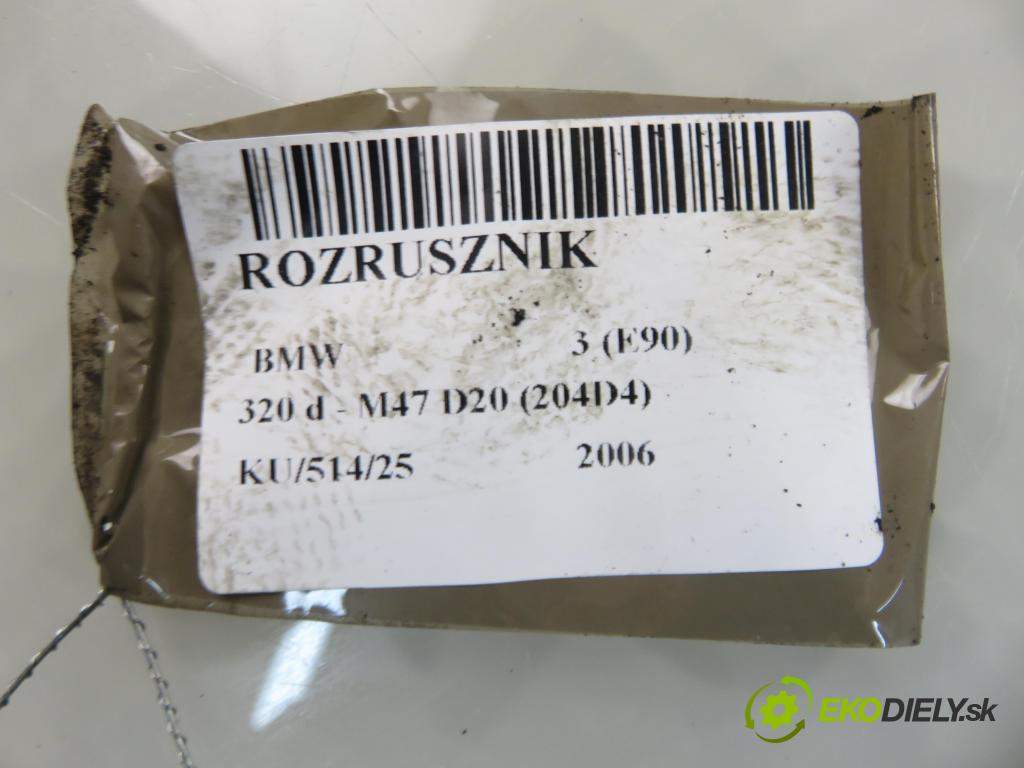 ROZRUSZNIK
BMW 3 (E90)
320 d - M47 D20 (204D4)
KU/514/25 2006
EKODIELY.sk